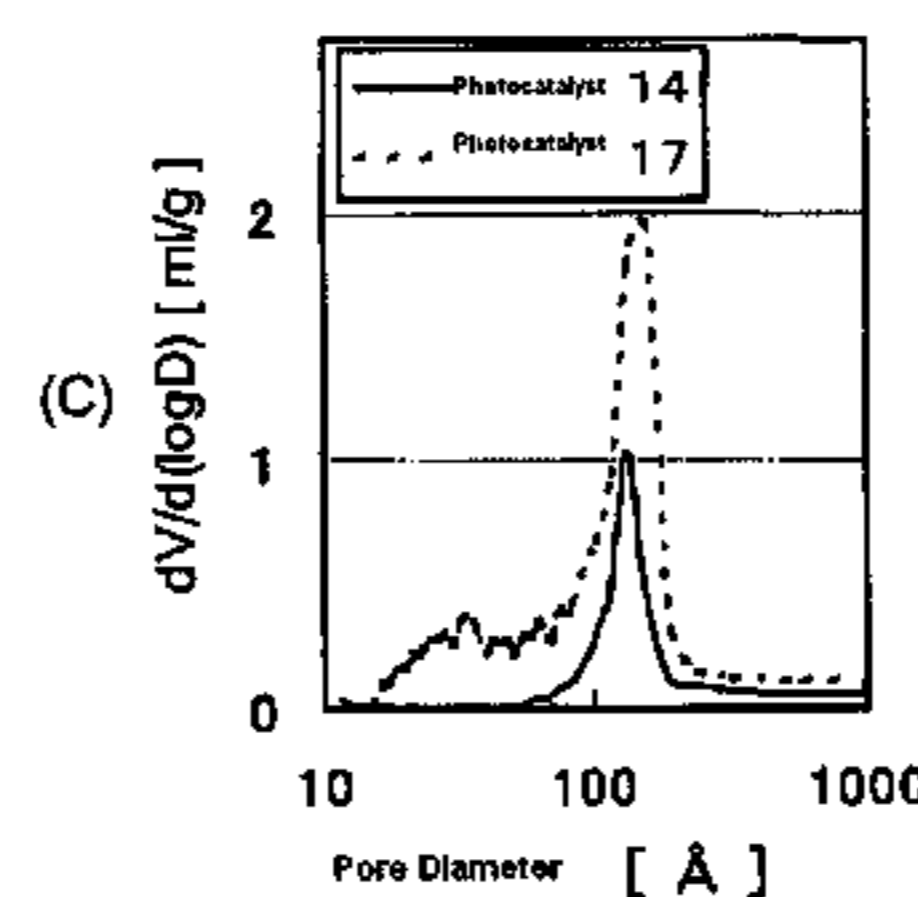 Photocatalyst 14
Photocatalyst 17
(C)
dV/d(logD) [ ml/g ]
2
1
0
10 100 1000
Pore Diameter [ Å ]